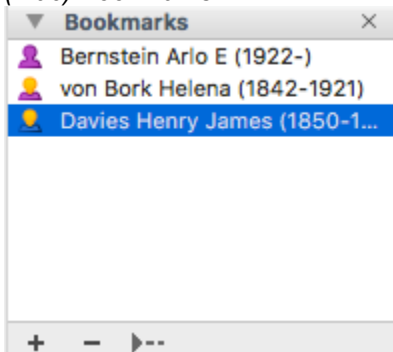 Bookmarks
Bernstein Arlo E (1922-)
von Bork Helena (1842-1921)
Davies Henry James (1850-1...